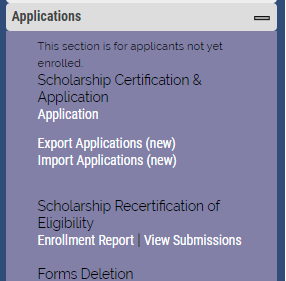 Applications
This section is for applicants not yet
enrolled.
Scholarship Certification &
Application
Application
Export Applications (new)
Import Applications (new)
Scholarship Recertification of
Eligibility
Enrollment Report | View Submissions
Forms Deletion